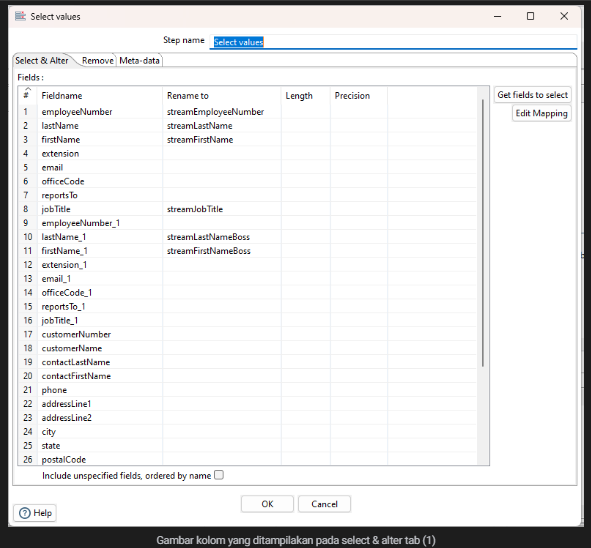 Select values
Step name Select values
Select & Alter Remove Meta-data
Fields :
# Fieldname Rename to Length Precision
1 employeeNumber streamEmployeeNumber
2 lastName streamLastName
3 firstName streamFirstName
4 extension
5 email
6 officeCode
7 reportsTo
8 jobTitle streamJobTitle
9 employeeNumber_1
10 lastName_1 streamLastNameBoss
11 firstName_1 streamFirstNameBoss
12 extension_1
13 email_1
14 officeCode_1
15 reportsTo_1
16 jobTitle_1
17 customerNumber
18 customerName
19 contactLastName
20 contactFirstName
21 phone
22 addressLine1
23 addressLine2
24 city
25 state
26 postalCode
Get fields to select
Edit Mapping
Include unspecified fields, ordered by name
OK Cancel
Help
Gambar kolom yang ditampilakan pada select & alter tab (1)